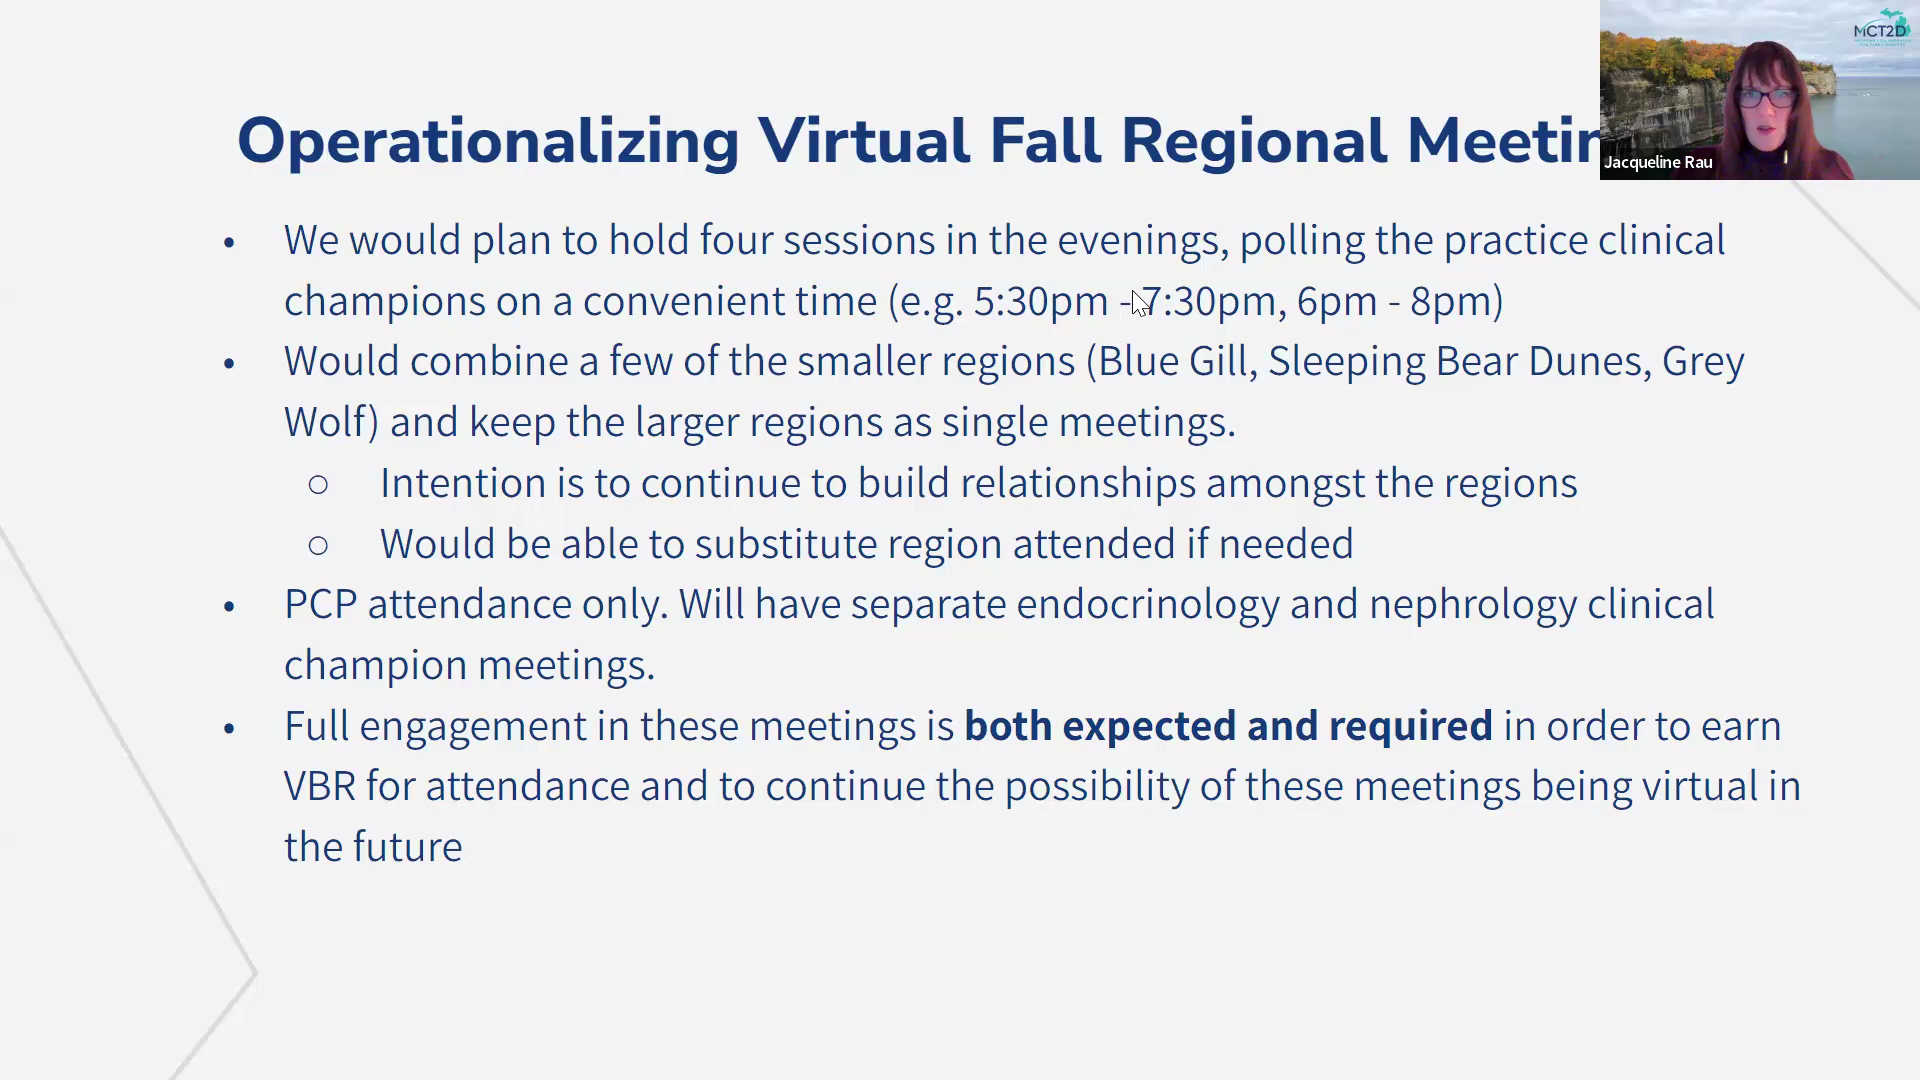 MCT2D
Operationalizing Virtual Fall Regional
Jacqueline Rau
• We would plan to hold four sessions in the evenings, polling the practice clinical
champions on a convenient time (e.g. 5:30pm - 7:30pm, 6pm - 8pm)
• Would combine a few of the smaller regions (Blue Gill, Sleeping Bear Dunes, Grey
Wolf) and keep the larger regions as single meetings.
○ Intention is to continue to build relationships amongst the regions
○ Would be able to substitute region attended if needed
• PCP attendance only. Will have separate endocrinology and nephrology clinical
champion meetings.
• Full engagement in these meetings is both expected and required in order to earn
VBR for attendance and to continue the possibility of these meetings being virtual in
the future